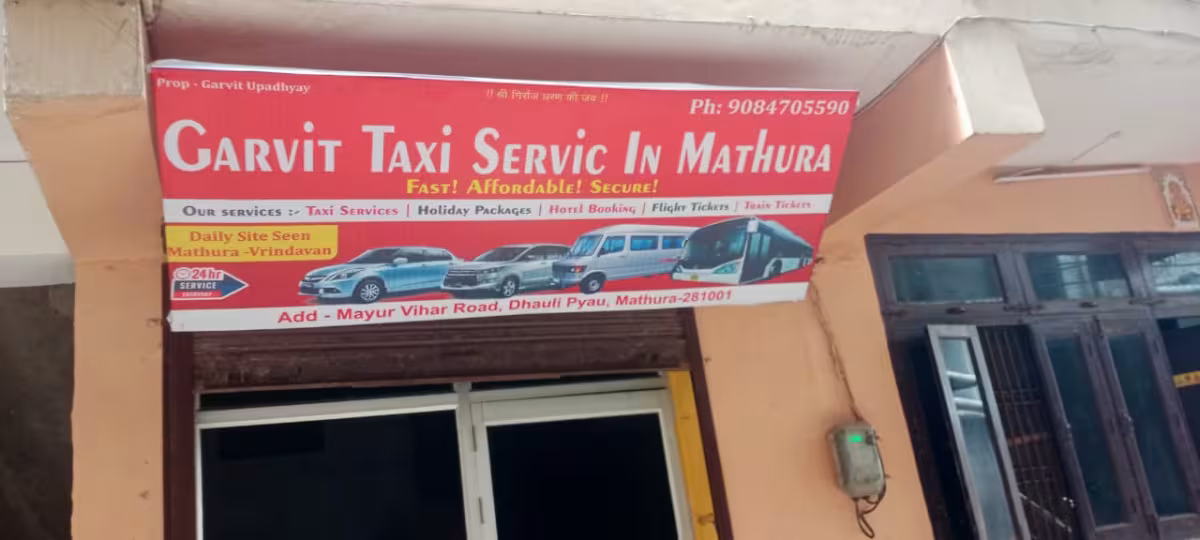 Prop - Garvit Upadhyay
!! श्री गिर्राज धरण की जय !!
Ph: 9084705590
GARVIT TAXI SERVIC IN MATHURA
FAST! AFFORDABLE! SECURE!
OUR SERVICES :- TAXI SERVICES | HOLIDAY PACKAGES | HOTEL BOOKING | FLIGHT TICKETS | TRAIN TICKETS
Daily Site Seen
Mathura -Vrindavan
24hr
SERVICE
EVERYDAY
Add - Mayur Vihar Road, Dhauli Pyau, Mathura-281001